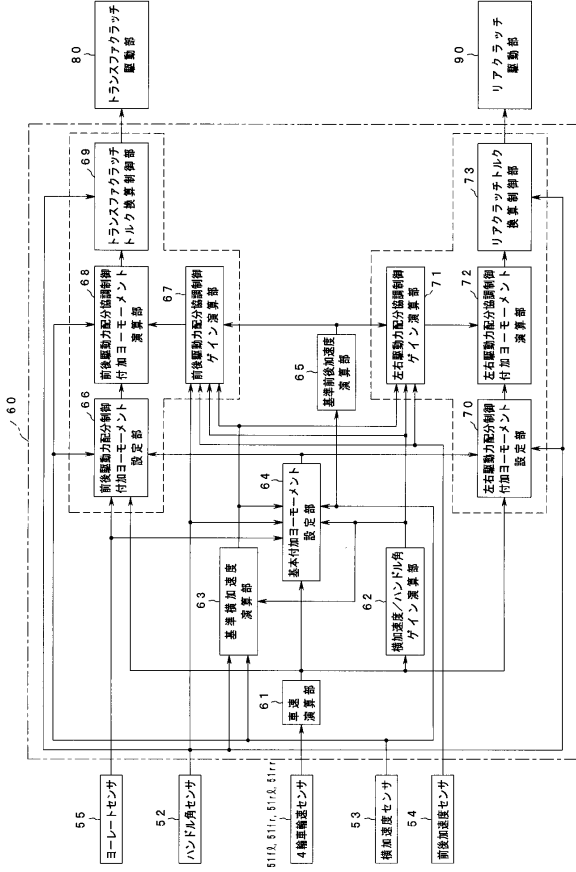 60
55
ヨーレートセンサ
52
ハンドル角センサ
51fl, 51fr, 51rl, 51rr
4輪車輪速センサ
53
横加速度センサ
54
前後加速度センサ
61
車速
演算部
62
横加速度/ハンドル角
ゲイン演算部
63
基準横加速度
演算部
64
基本付加ヨーモーメント
設定部
65
基準前後加速度
演算部
66
前後駆動力配分制御
付加ヨーモーメント
設定部
67
前後駆動力配分協調制御
ゲイン演算部
68
前後駆動力配分協調制御
付加ヨーモーメント
演算部
69
トランスファクラッチ
トルク換算制御部
80
トランスファクラッチ
駆動部
70
左右駆動力配分制御
付加ヨーモーメント
設定部
71
左右駆動力配分協調制御
ゲイン演算部
72
左右駆動力配分協調制御
付加ヨーモーメント
演算部
73
リアクラッチトルク
換算制御部
90
リアクラッチ
駆動部